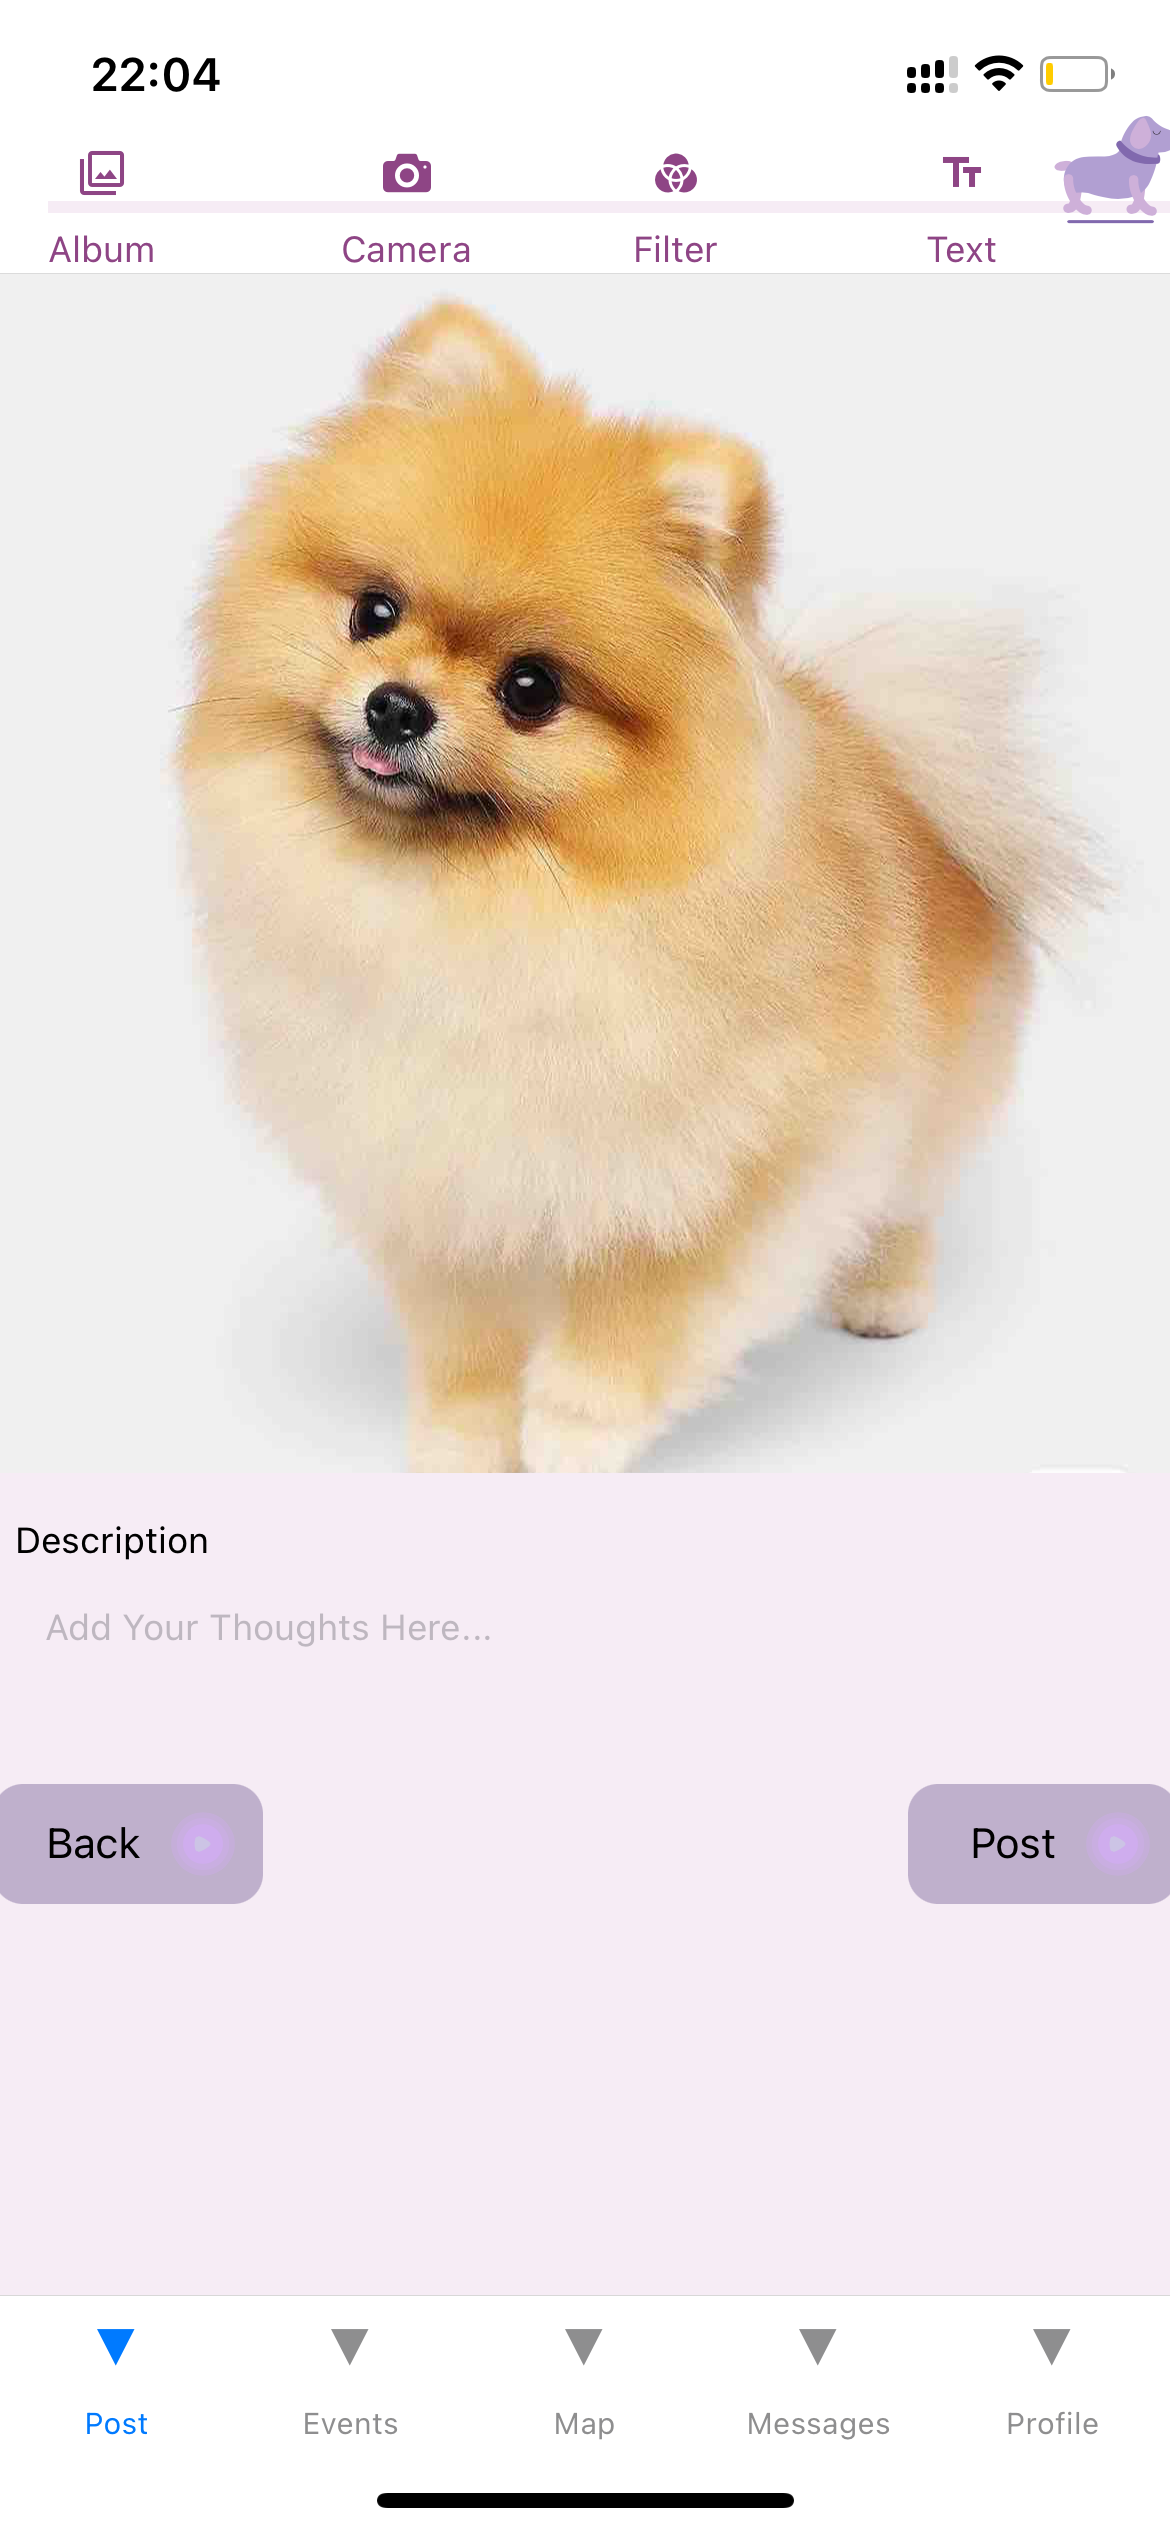 22:04
Album Camera Filter Text
Description
Add Your Thoughts Here...
Back Post
Post Events Map Messages Profile